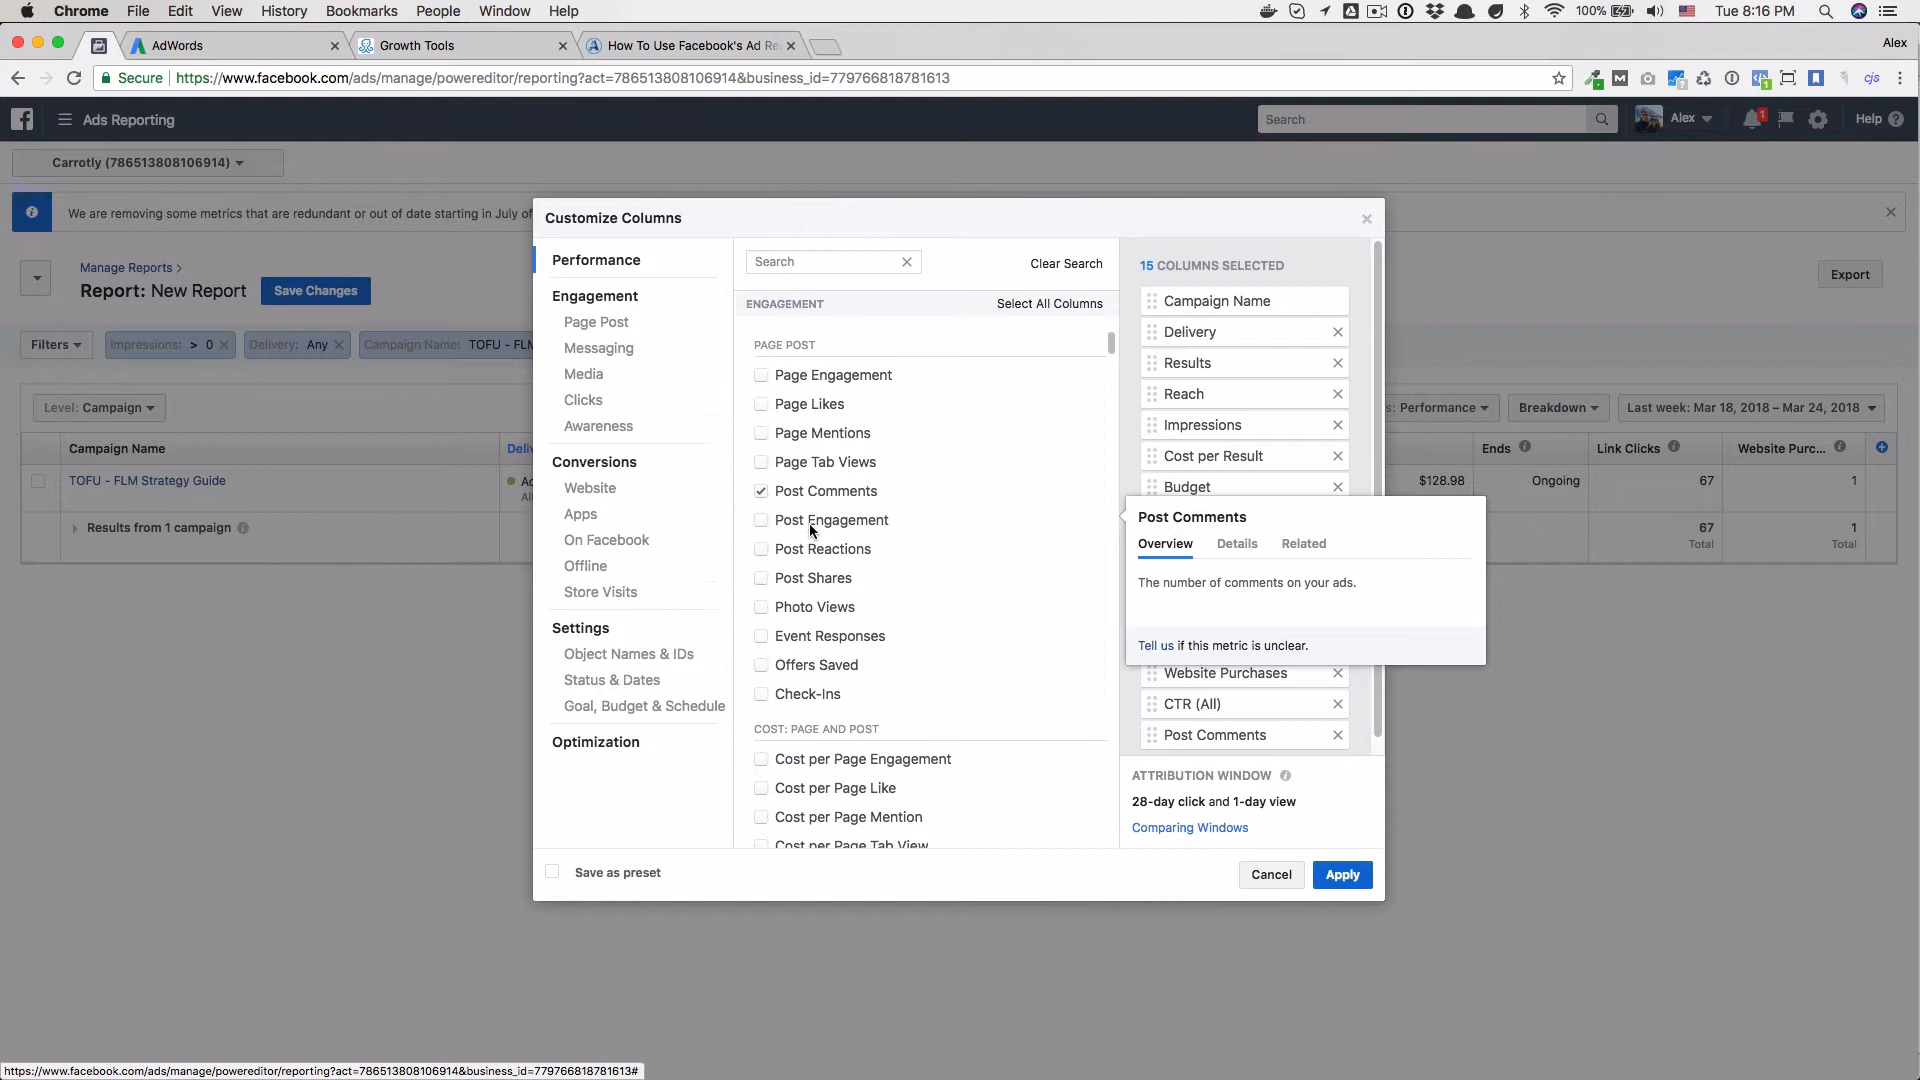 Chrome File Edit View History Bookmarks People Window Help
100% Tue 8:16 PM
AdWords
Growth Tools
How To Use Facebook's Ad Re
Alex
Secure https://www.facebook.com/ads/manage/powereditor/reporting?act=786513808106914&business_id=779766818781613
cjs
Ads Reporting
Search
Alex
1
Help
Carrotly (786513808106914)
We are removing some metrics that are redundant or out of date starting in July of
Manage Reports >
Report: New Report
Save Changes
Export
Filters
Impressions: > 0
Delivery: Any
Campaign Name: TOFU - FLM
Level: Campaign
s: Performance
Breakdown
Last week: Mar 18, 2018 – Mar 24, 2018
Campaign Name
Deliv
Ends
Link Clicks
Website Purc...
TOFU - FLM Strategy Guide
$128.98
Ongoing
67
1
Results from 1 campaign
67
Total
1
Total
Customize Columns
Performance
Engagement
Page Post
Messaging
Media
Clicks
Awareness
Conversions
Website
Apps
On Facebook
Offline
Store Visits
Settings
Object Names & IDs
Status & Dates
Goal, Budget & Schedule
Optimization
Search
Clear Search
ENGAGEMENT
Select All Columns
PAGE POST
Page Engagement
Page Likes
Page Mentions
Page Tab Views
Post Comments
Post Engagement
Post Reactions
Post Shares
Photo Views
Event Responses
Offers Saved
Check-Ins
COST: PAGE AND POST
Cost per Page Engagement
Cost per Page Like
Cost per Page Mention
Cost per Page Tab View
15 COLUMNS SELECTED
Campaign Name
Delivery
Results
Reach
Impressions
Cost per Result
Budget
Post Comments
Overview
Details
Related
The number of comments on your ads.
Tell us if this metric is unclear.
Website Purchases
CTR (All)
Post Comments
ATTRIBUTION WINDOW
28-day click and 1-day view
Comparing Windows
Save as preset
Cancel
Apply
https://www.facebook.com/ads/manage/powereditor/reporting?act=786513808106914&business_id=779766818781613#